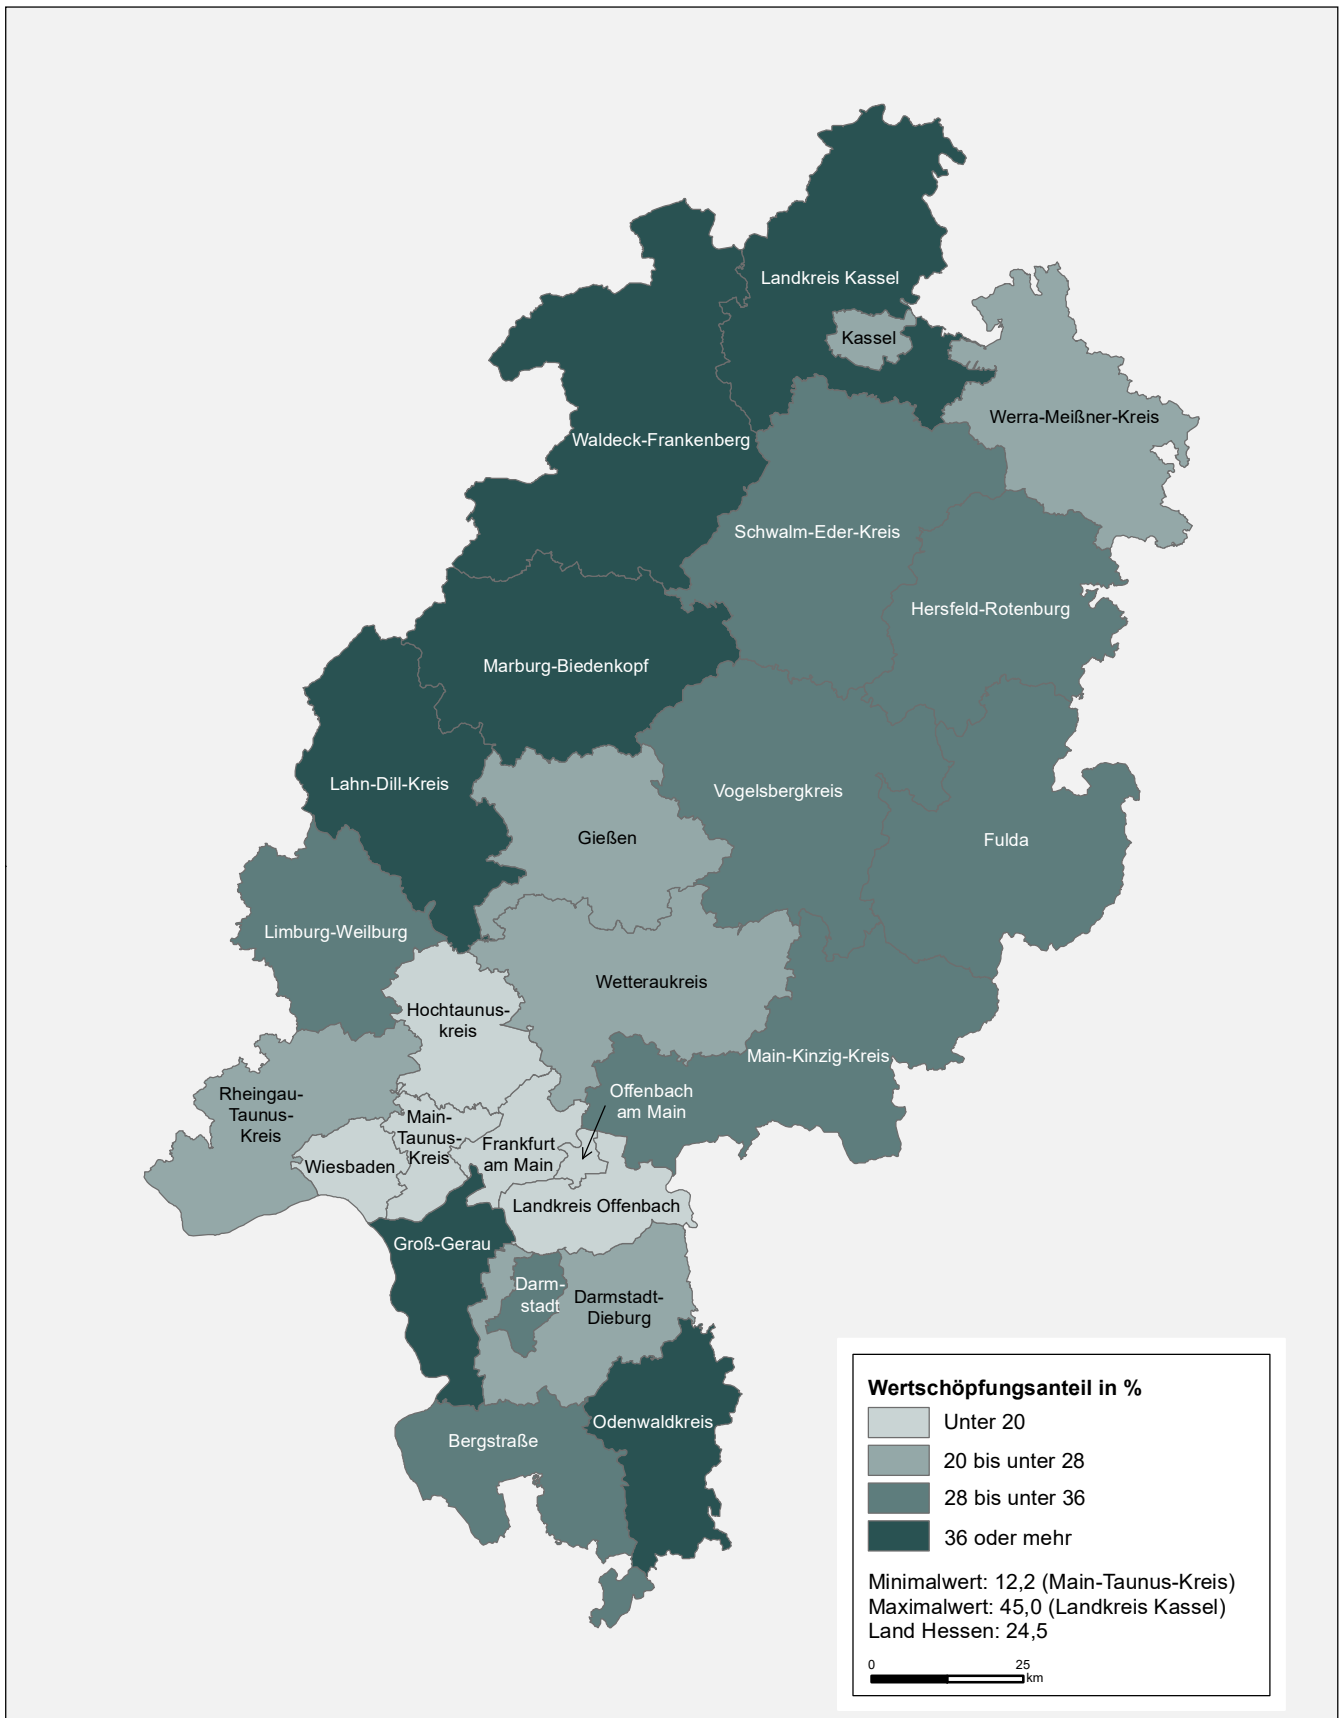 Landkreis Kassel
Kassel
Werra-Meißner-Kreis
Waldeck-Frankenberg
Schwalm-Eder-Kreis
Hersfeld-Rotenburg
Marburg-Biedenkopf
Lahn-Dill-Kreis
Vogelsbergkreis
Gießen
Fulda
Limburg-Weilburg
Wetteraukreis
Hochtaunus-
kreis
Main-Kinzig-Kreis
Rheingau-
Taunus-
Kreis
Offenbach
am Main
Main-
Taunus-
Kreis
Frankfurt
am Main
Wiesbaden
Landkreis Offenbach
Groß-Gerau
Darm-
stadt
Darmstadt-
Dieburg
Odenwaldkreis
Bergstraße
Wertschöpfungsanteil in %
Unter 20
20 bis unter 28
28 bis unter 36
36 oder mehr
Minimalwert: 12,2 (Main-Taunus-Kreis)
Maximalwert: 45,0 (Landkreis Kassel)
Land Hessen: 24,5
0 25
km